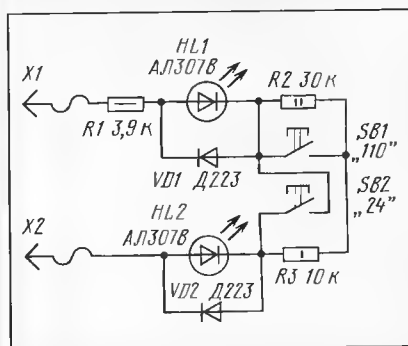 HL1
АЛ307В
X1
R1 3,9 к
R2 30 к
SB1
„110"
VD1 Д223
HL2
АЛ307В
SB2
„24"
X2
R3 10 к
VD2 Д223